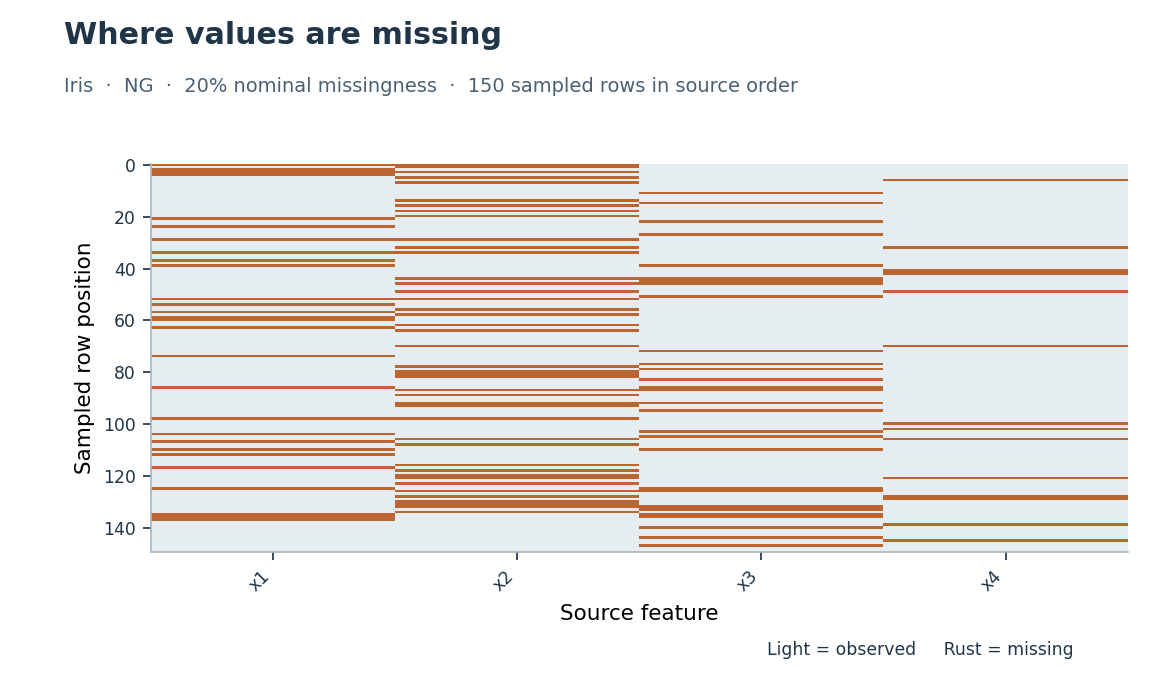 Where values are missing
Iris · NG · 20% nominal missingness · 150 sampled rows in source order
0
20
40
60
80
100
120
140
Sampled row position
x1 x2 x3 x4
Source feature
Light = observed Rust = missing